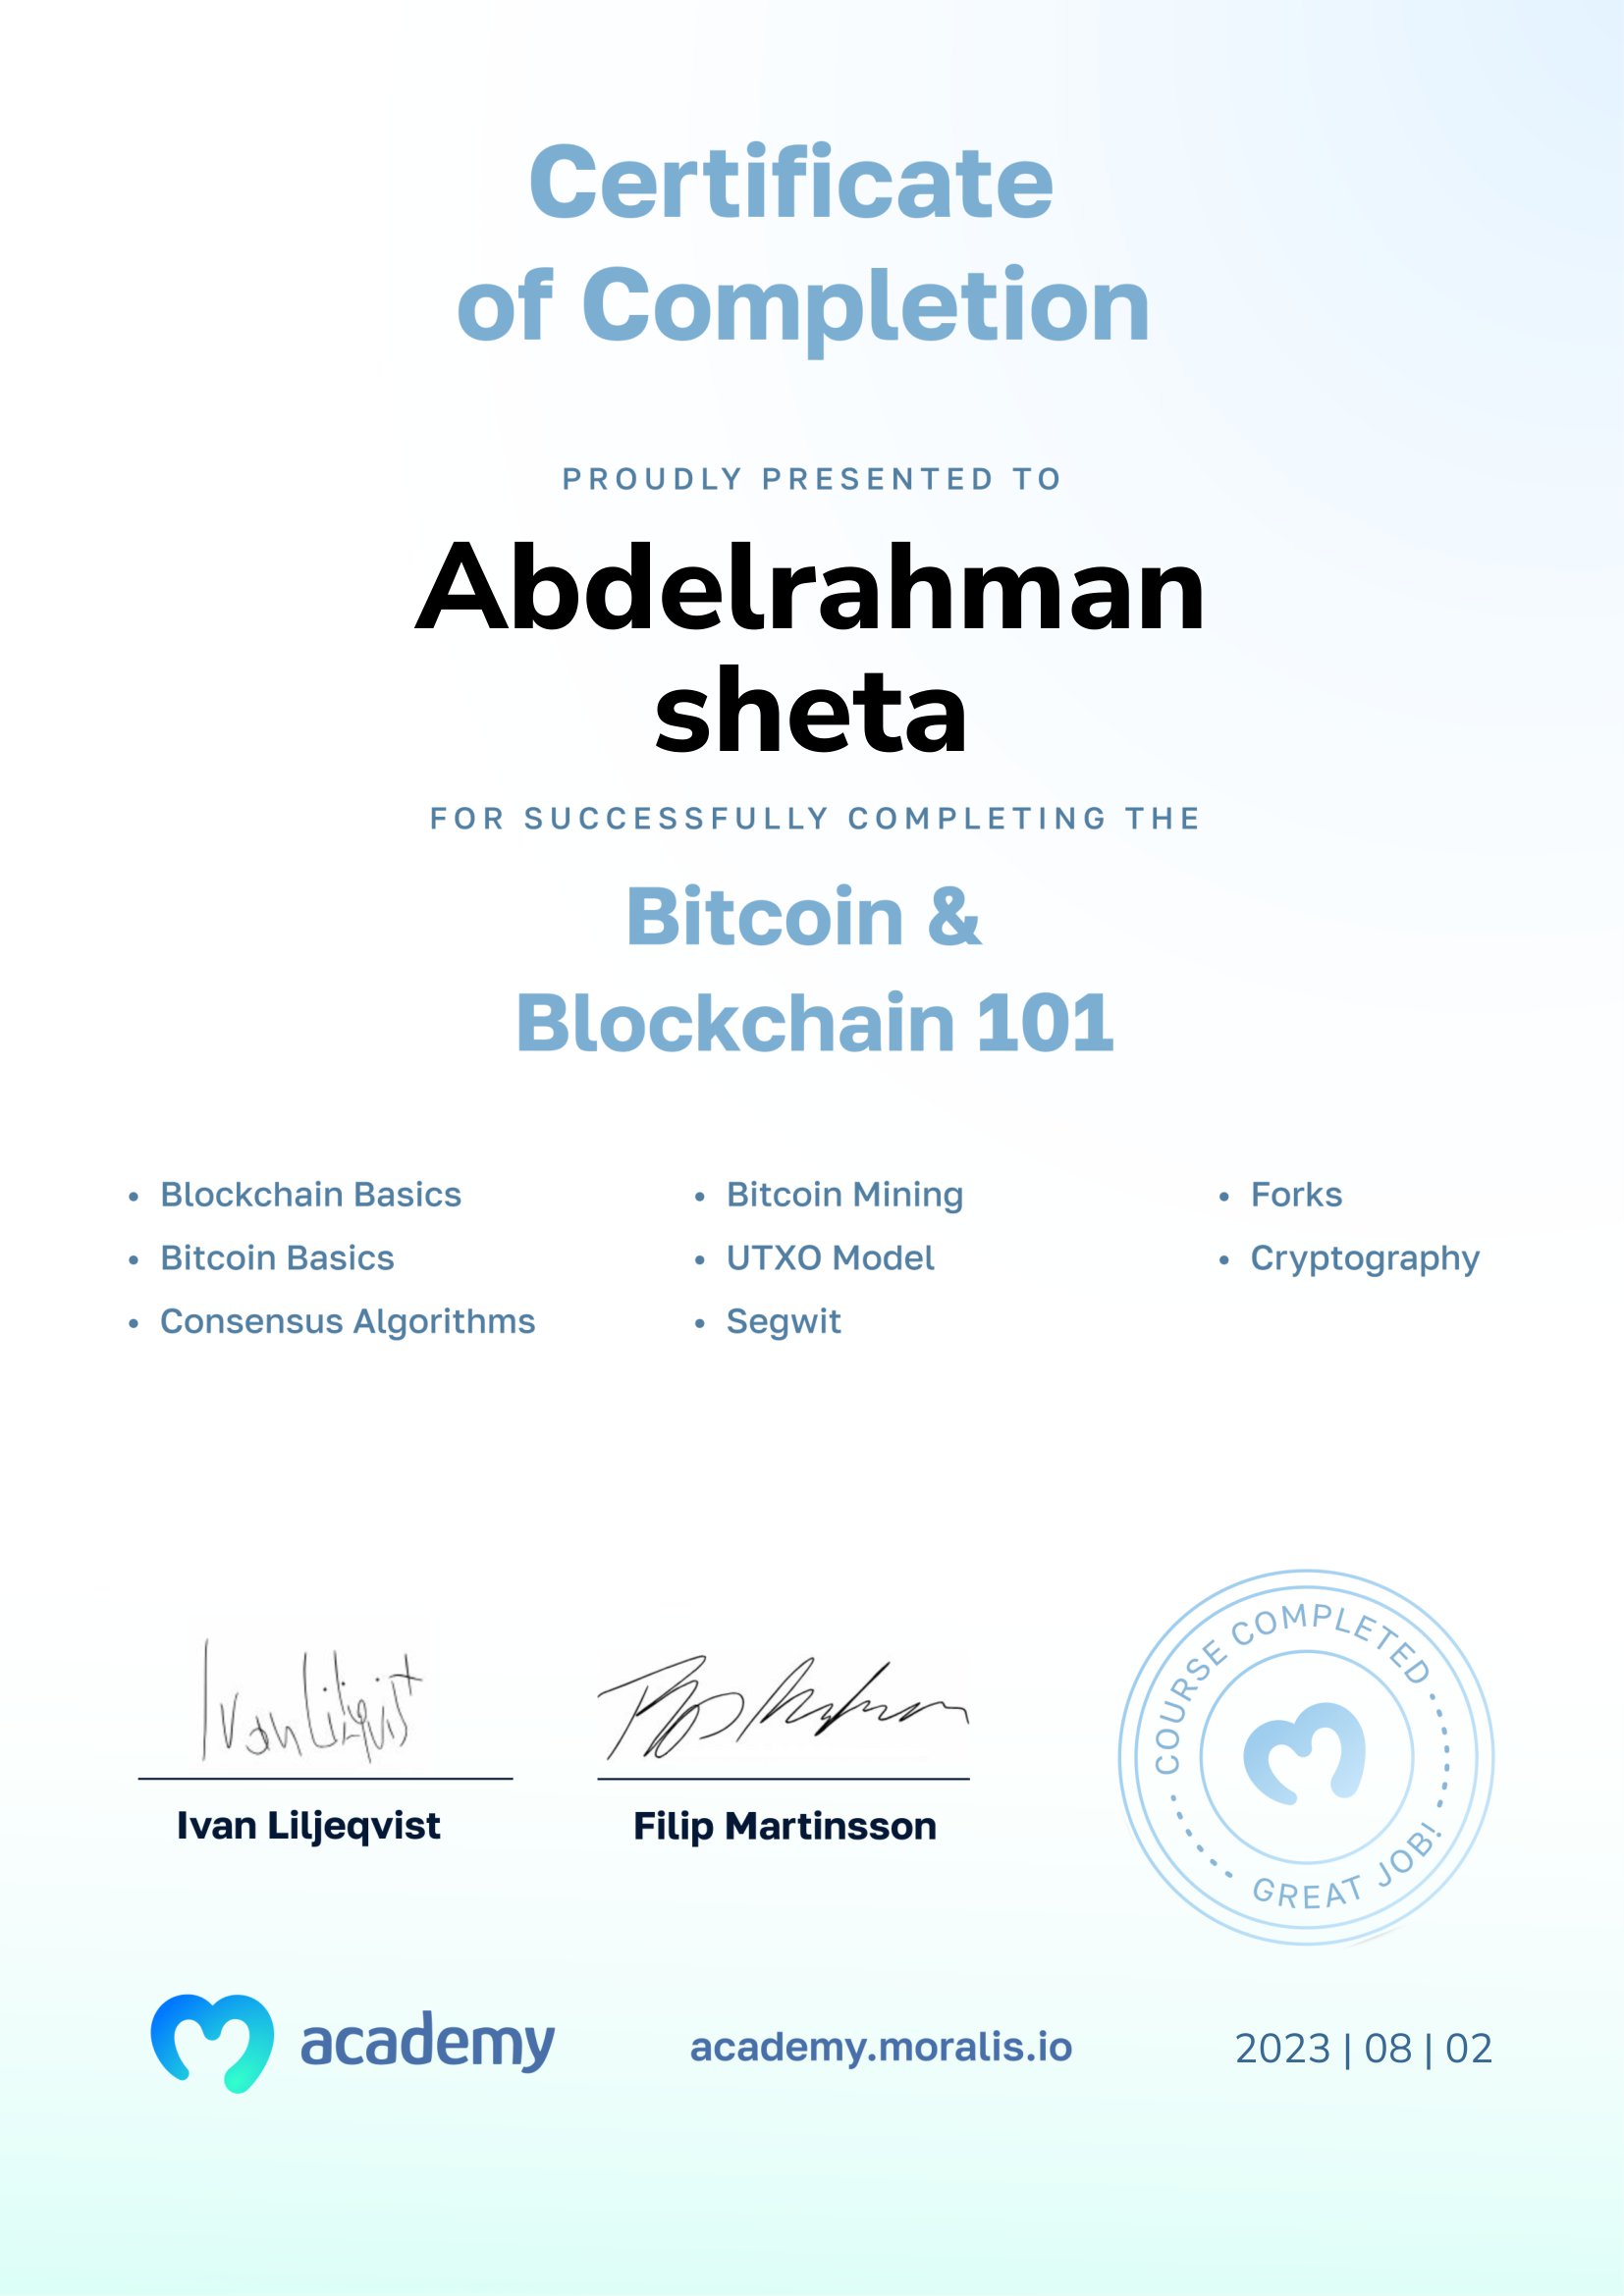 Certificate
of Completion
PROUDLY PRESENTED TO
Abdelrahman
sheta
FOR SUCCESSFULLY COMPLETING THE
Bitcoin &
Blockchain 101
• Blockchain Basics
• Bitcoin Basics
• Consensus Algorithms
• Bitcoin Mining
• UTXO Model
• Segwit
• Forks
• Cryptography
Ivan Liljeqvist
Ivan Liljeqvist
Filip Martinsson
COURSE COMPLETED
GREAT JOB!
academy
academy.moralis.io
2023 | 08 | 02